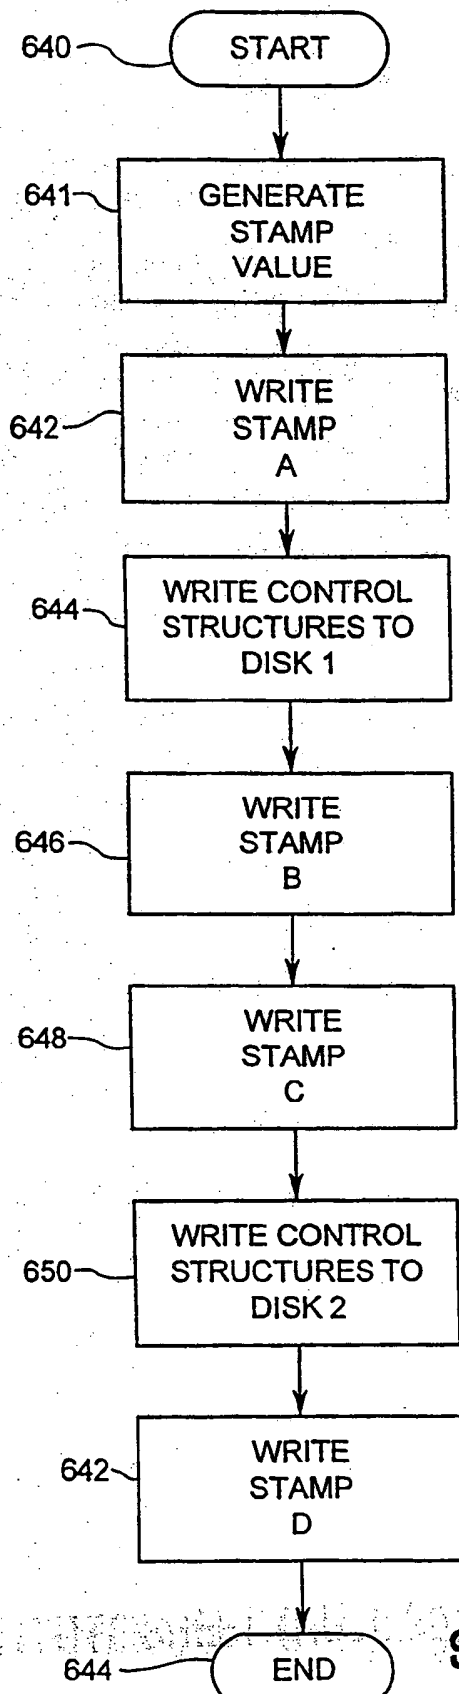 640 START
641 GENERATE
STAMP
VALUE
642 WRITE
STAMP
A
644 WRITE CONTROL
STRUCTURES TO
DISK 1
646 WRITE
STAMP
B
648 WRITE
STAMP
C
650 WRITE CONTROL
STRUCTURES TO
DISK 2
642 WRITE
STAMP
D
644 END